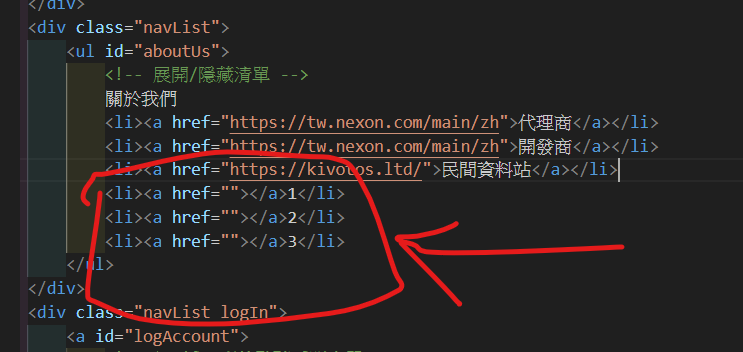 </div>
<div class="navList">
<ul id="aboutUs">
<!-- 展開/隱藏清單 -->
關於我們
<li><a href="https://tw.nexon.com/main/zh">代理商</a></li>
<li><a href="https://tw.nexon.com/main/zh">開發商</a></li>
<li><a href="https://kivotos.ltd/">民間資料站</a></li>
<li><a href=""></a>1</li>
<li><a href=""></a>2</li>
<li><a href=""></a>3</li>
</ul>
</div>
<div class="navList logIn">
<a id="logAccount">